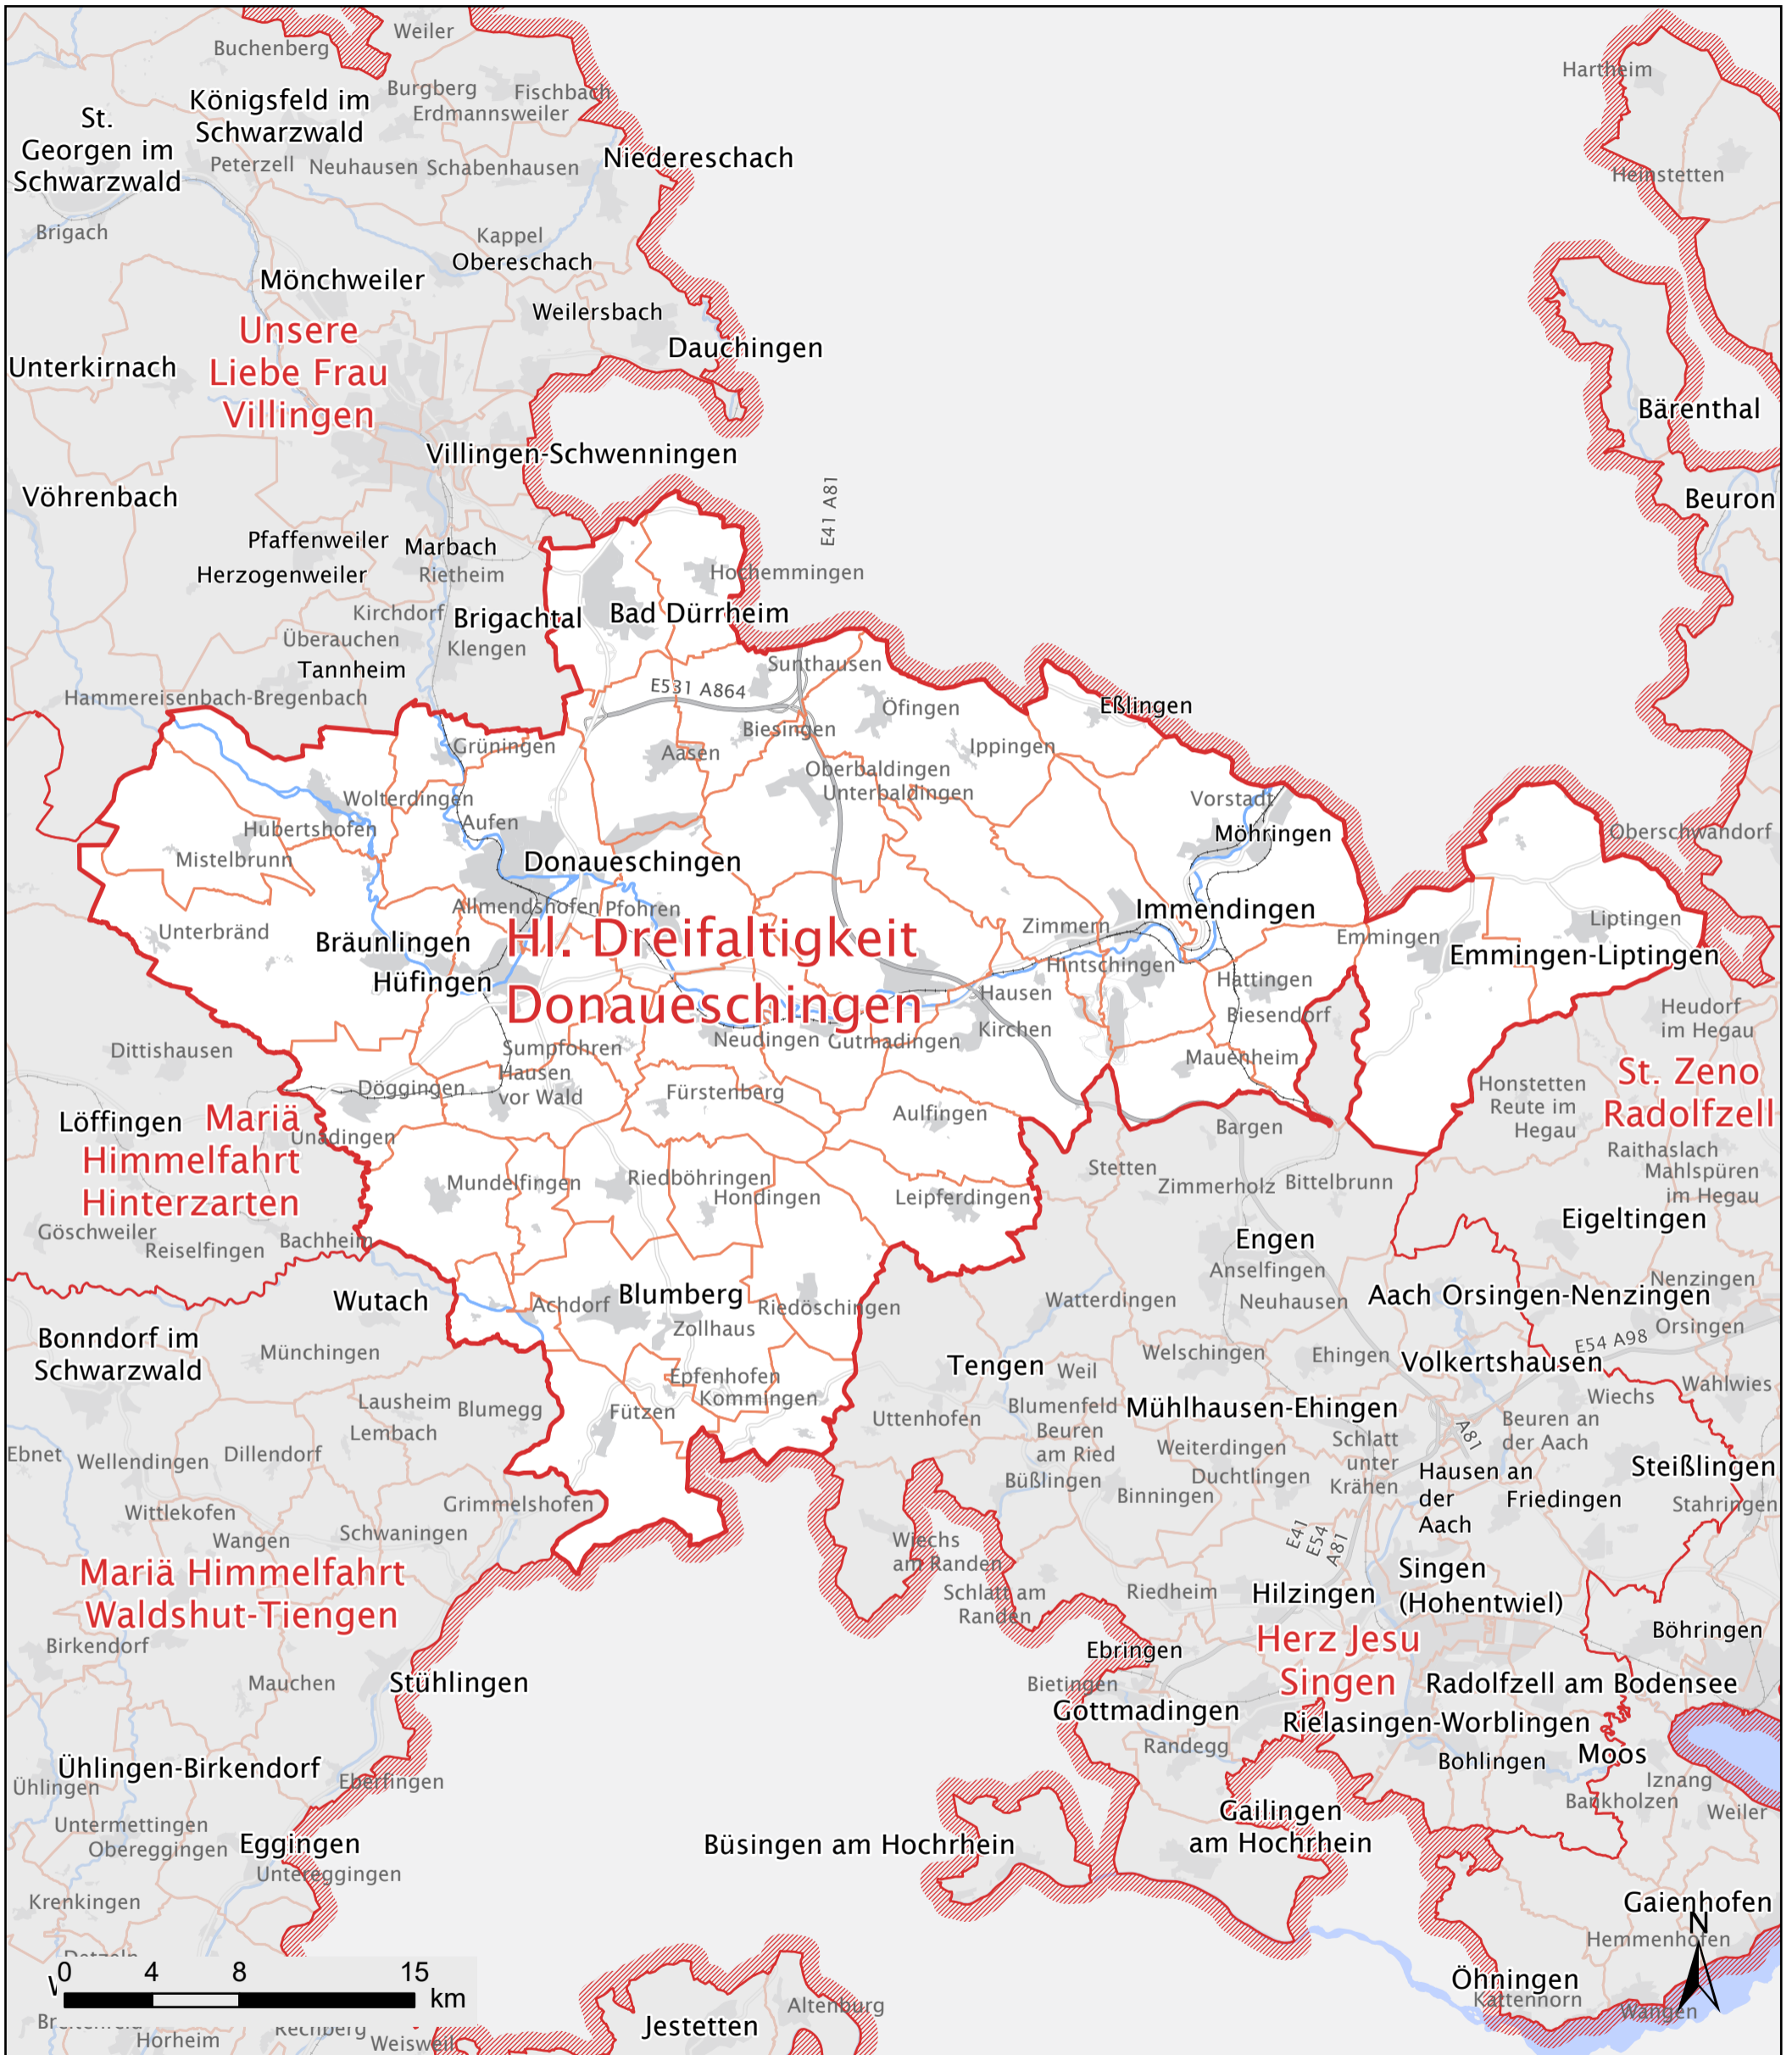 Weiler
Buchenberg
Hartheim
Burgberg
Fischbach
Königsfeld im
Schwarzwald
Erdmannsweiler
St.
Georgen im
Schwarzwald
Niedereschach
Peterzell
Neuhausen
Schabenhausen
Heinstetten
Brigach
Kappel
Obereschach
Mönchweiler
Weilersbach
Unsere
Liebe Frau
Villingen
Dauchingen
Unterkirnach
Bärenthal
Villingen-Schwenningen
Vöhrenbach
E41 A81
Beuron
Pfaffenweiler
Marbach
Herzogenweiler
Rietheim
Hochemmingen
Kirchdorf
Brigachtal
Bad Dürrheim
Überauchen
Klengen
Tannheim
Sunthausen
Hammereisenbach-Bregenbach
E531 A864
Öfingen
Eßlingen
Biesingen
Grüningen
Aasen
Ippingen
Oberbaldingen
Unterbaldingen
Wolterdingen
Vorstadt
Aufen
Hubertshofen
Möhringen
Oberschwandorf
Mistelbrunn
Donaueschingen
Allmendshofen
Pfohren
Immendingen
Liptingen
Unterbränd
Bräunlingen
Hl. Dreifaltigkeit
Donaueschingen
Zimmern
Emmingen
Emmingen-Liptingen
Hüfingen
Hintschingen
Hattingen
Hausen
Heudorf
im Hegau
Biesendorf
Kirchen
Neudingen
Gutmadingen
Dittishausen
Sumpfohren
Mauenheim
Hausen
vor Wald
Döggingen
Fürstenberg
St. Zeno
Radolfzell
Honstetten
Reute im
Hegau
Löffingen
Mariä
Himmelfahrt
Hinterzarten
Aulfingen
Unadingen
Bargen
Raithaslach
Mahlspüren
im Hegau
Stetten
Mundelfingen
Riedböhringen
Hondingen
Leipferdingen
Zimmerholz
Bittelbrunn
Göschweiler
Reiselfingen
Bachheim
Eigeltingen
Engen
Anselfingen
Wutach
Achdorf
Blumberg
Riedöschingen
Watterdingen
Neuhausen
Aach
Orsingen-Nenzingen
Nenzingen
Bonndorf im
Schwarzwald
Zollhaus
Orsingen
E54 A98
Münchingen
Tengen
Weil
Welschingen
Ehingen
Volkertshausen
Epfenhofen
Kommingen
Wahlwies
Lausheim
Blumegg
Fützen
Uttenhofen
Blumenfeld
Mühlhausen-Ehingen
Wiechs
Lembach
Beuren
am Ried
A81
Beuren an
der Aach
Ebnet
Wellendingen
Dillendorf
Weiterdingen
Schlatt
unter
Krähen
Büßlingen
Duchtlingen
Hausen an
der
Aach
Steißlingen
Binningen
Friedingen
Stahringen
Grimmelshofen
Wittlekofen
Wangen
Schwaningen
Wiechs
am Randen
E41
E54
A81
Mariä Himmelfahrt
Waldshut-Tiengen
Schlatt am
Randen
Riedheim
Hilzingen
Singen
(Hohentwiel)
Birkendorf
Böhringen
Ebringen
Herz Jesu
Singen
Mauchen
Stühlingen
Bietingen
Radolfzell am Bodensee
Gottmadingen
Rielasingen-Worblingen
Randegg
Bohlingen
Moos
Ühlingen-Birkendorf
Ühlingen
Eberfingen
Iznang
Bankholzen
Weiler
Untermettingen
Gailingen
am Hochrhein
Obereggingen
Eggingen
Büsingen am Hochrhein
Untereggingen
Krenkingen
Gaienhofen
N
Hemmenhofen
0 4 8 15
km
Öhningen
Kattennorn
Wangen
Altenburg
Jestetten
Horheim
Rechberg
Weisweil